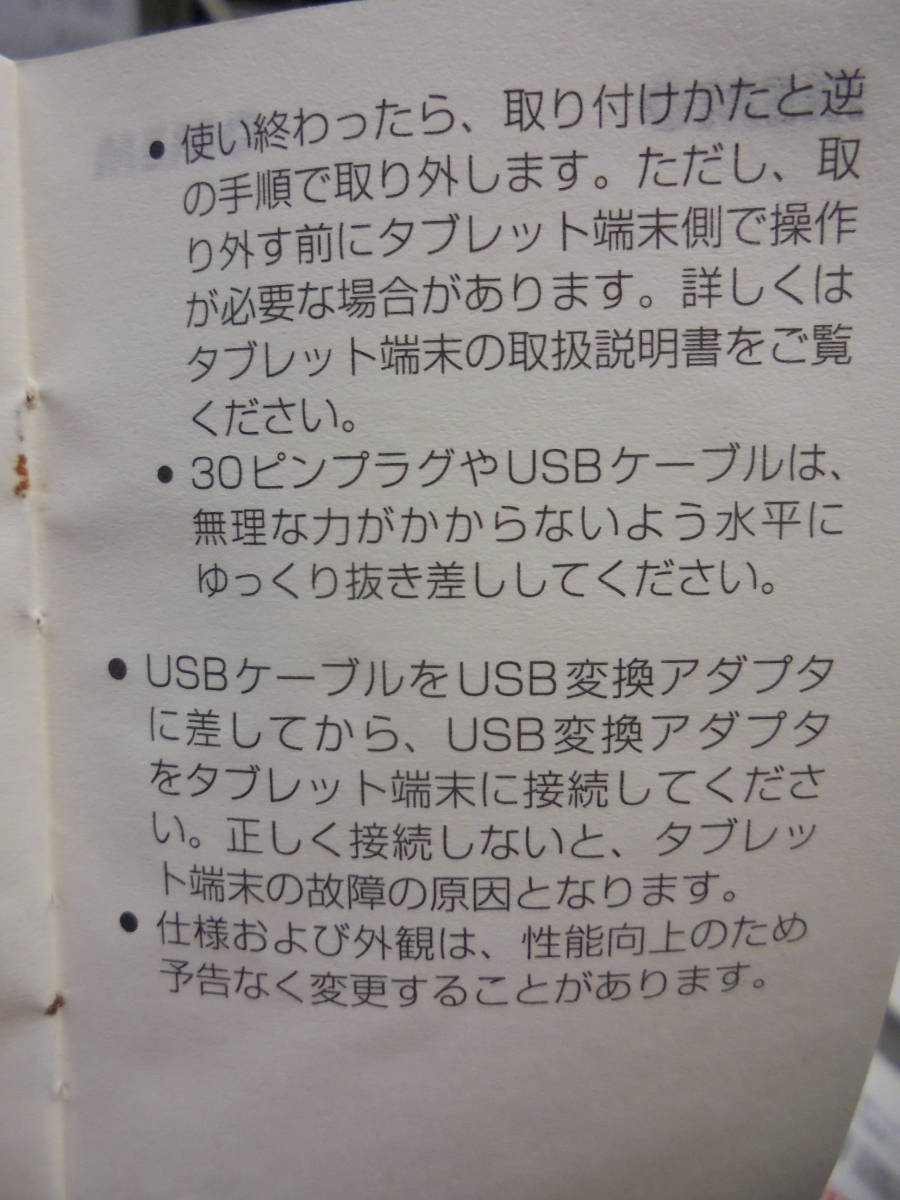 • 使い終わったら、取り付けかたと逆
の手順で取り外します。ただし、取
り外す前にタブレット端末側で操作
が必要な場合があります。詳しくは
タブレット端末の取扱説明書をご覧
ください。
• 30ピンプラグやUSBケーブルは、
無理な力がかからないよう水平に
ゆっくり抜き差ししてください。
• USBケーブルをUSB変換アダプタ
に差してから、USB変換アダプタ
をタブレット端末に接続してくださ
い。正しく接続しないと、タブレッ
ト端末の故障の原因となります。
• 仕様および外観は、性能向上のため
予告なく変更することがあります。